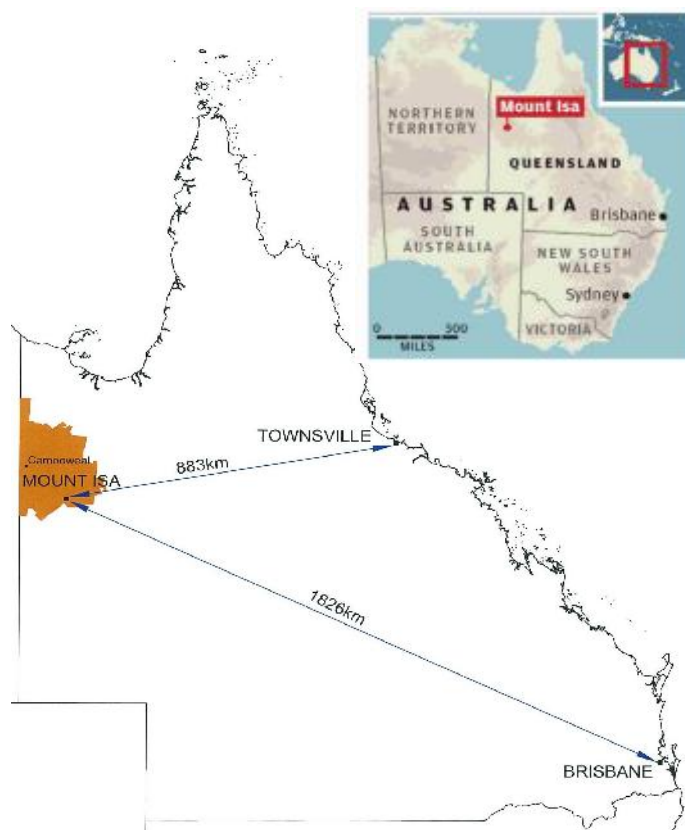 Mount Isa
NORTHERN
TERRITORY
QUEENSLAND
AUSTRALIA
Brisbane
SOUTH
AUSTRALIA
NEW SOUTH
WALES
Sydney
0 500
MILES
VICTORIA
TOWNSVILLE
Camooweal
883km
MOUNT ISA
1826km
BRISBANE